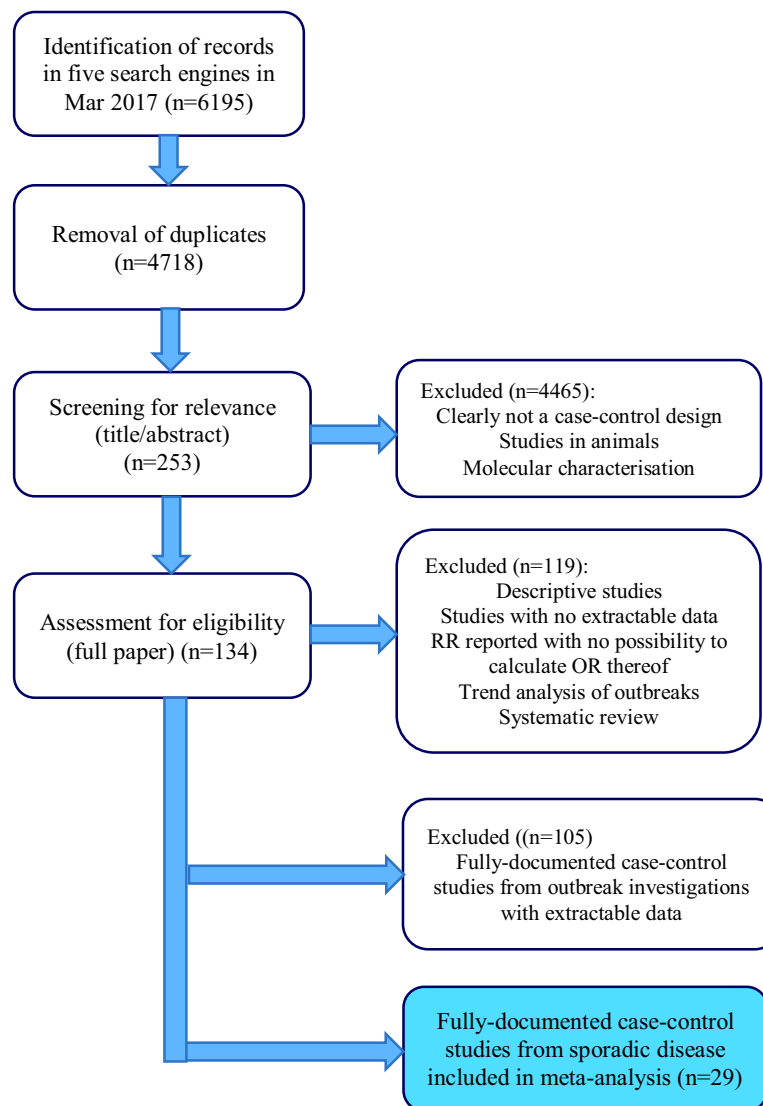 Identification of records
in five search engines in
Mar 2017 (n=6195)
Removal of duplicates
(n=4718)
Screening for relevance
(title/abstract)
(n=253)
Excluded (n=4465):
Clearly not a case-control design
Studies in animals
Molecular characterisation
Assessment for eligibility
(full paper) (n=134)
Excluded (n=119):
Descriptive studies
Studies with no extractable data
RR reported with no possibility to
calculate OR thereof
Trend analysis of outbreaks
Systematic review
Excluded ((n=105)
Fully-documented case-control
studies from outbreak investigations
with extractable data
Fully-documented case-control
studies from sporadic disease
included in meta-analysis (n=29)